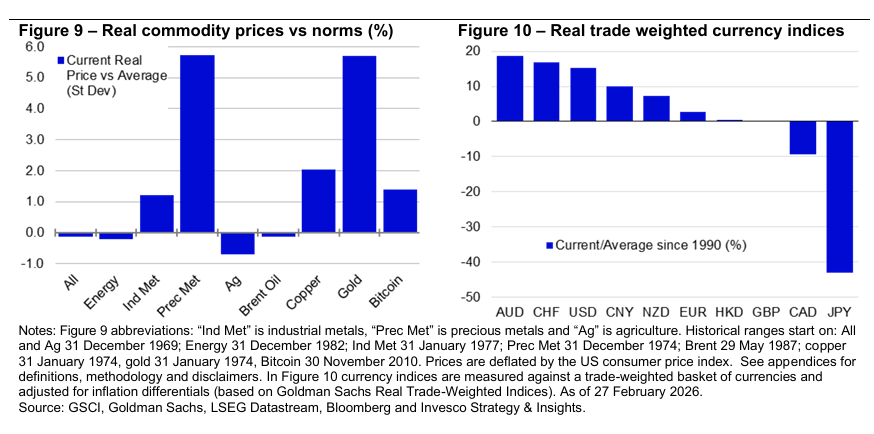 Figure 9 – Real commodity prices vs norms (%)
6.0
5.0
4.0
3.0
2.0
1.0
0.0
-1.0
Current Real
Price vs Average
(St Dev)
All
Energy
Ind Met
Prec Met
Ag
Brent Oil
Copper
Gold
Bitcoin
Figure 10 – Real trade weighted currency indices
20
10
0
-10
-20
-30
-40
-50
Current/Average since 1990 (%)
AUD CHF USD CNY NZD EUR HKD GBP CAD JPY
Notes: Figure 9 abbreviations: “Ind Met” is industrial metals, “Prec Met” is precious metals and “Ag” is agriculture. Historical ranges start on: All
and Ag 31 December 1969; Energy 31 December 1982; Ind Met 31 January 1977; Prec Met 31 December 1974; Brent 29 May 1987; copper
31 January 1974, gold 31 January 1974, Bitcoin 30 November 2010. Prices are deflated by the US consumer price index.  See appendices for
definitions, methodology and disclaimers. In Figure 10 currency indices are measured against a trade-weighted basket of currencies and
adjusted for inflation differentials (based on Goldman Sachs Real Trade-Weighted Indices). As of 27 February 2026.
Source: GSCI, Goldman Sachs, LSEG Datastream, Bloomberg and Invesco Strategy & Insights.